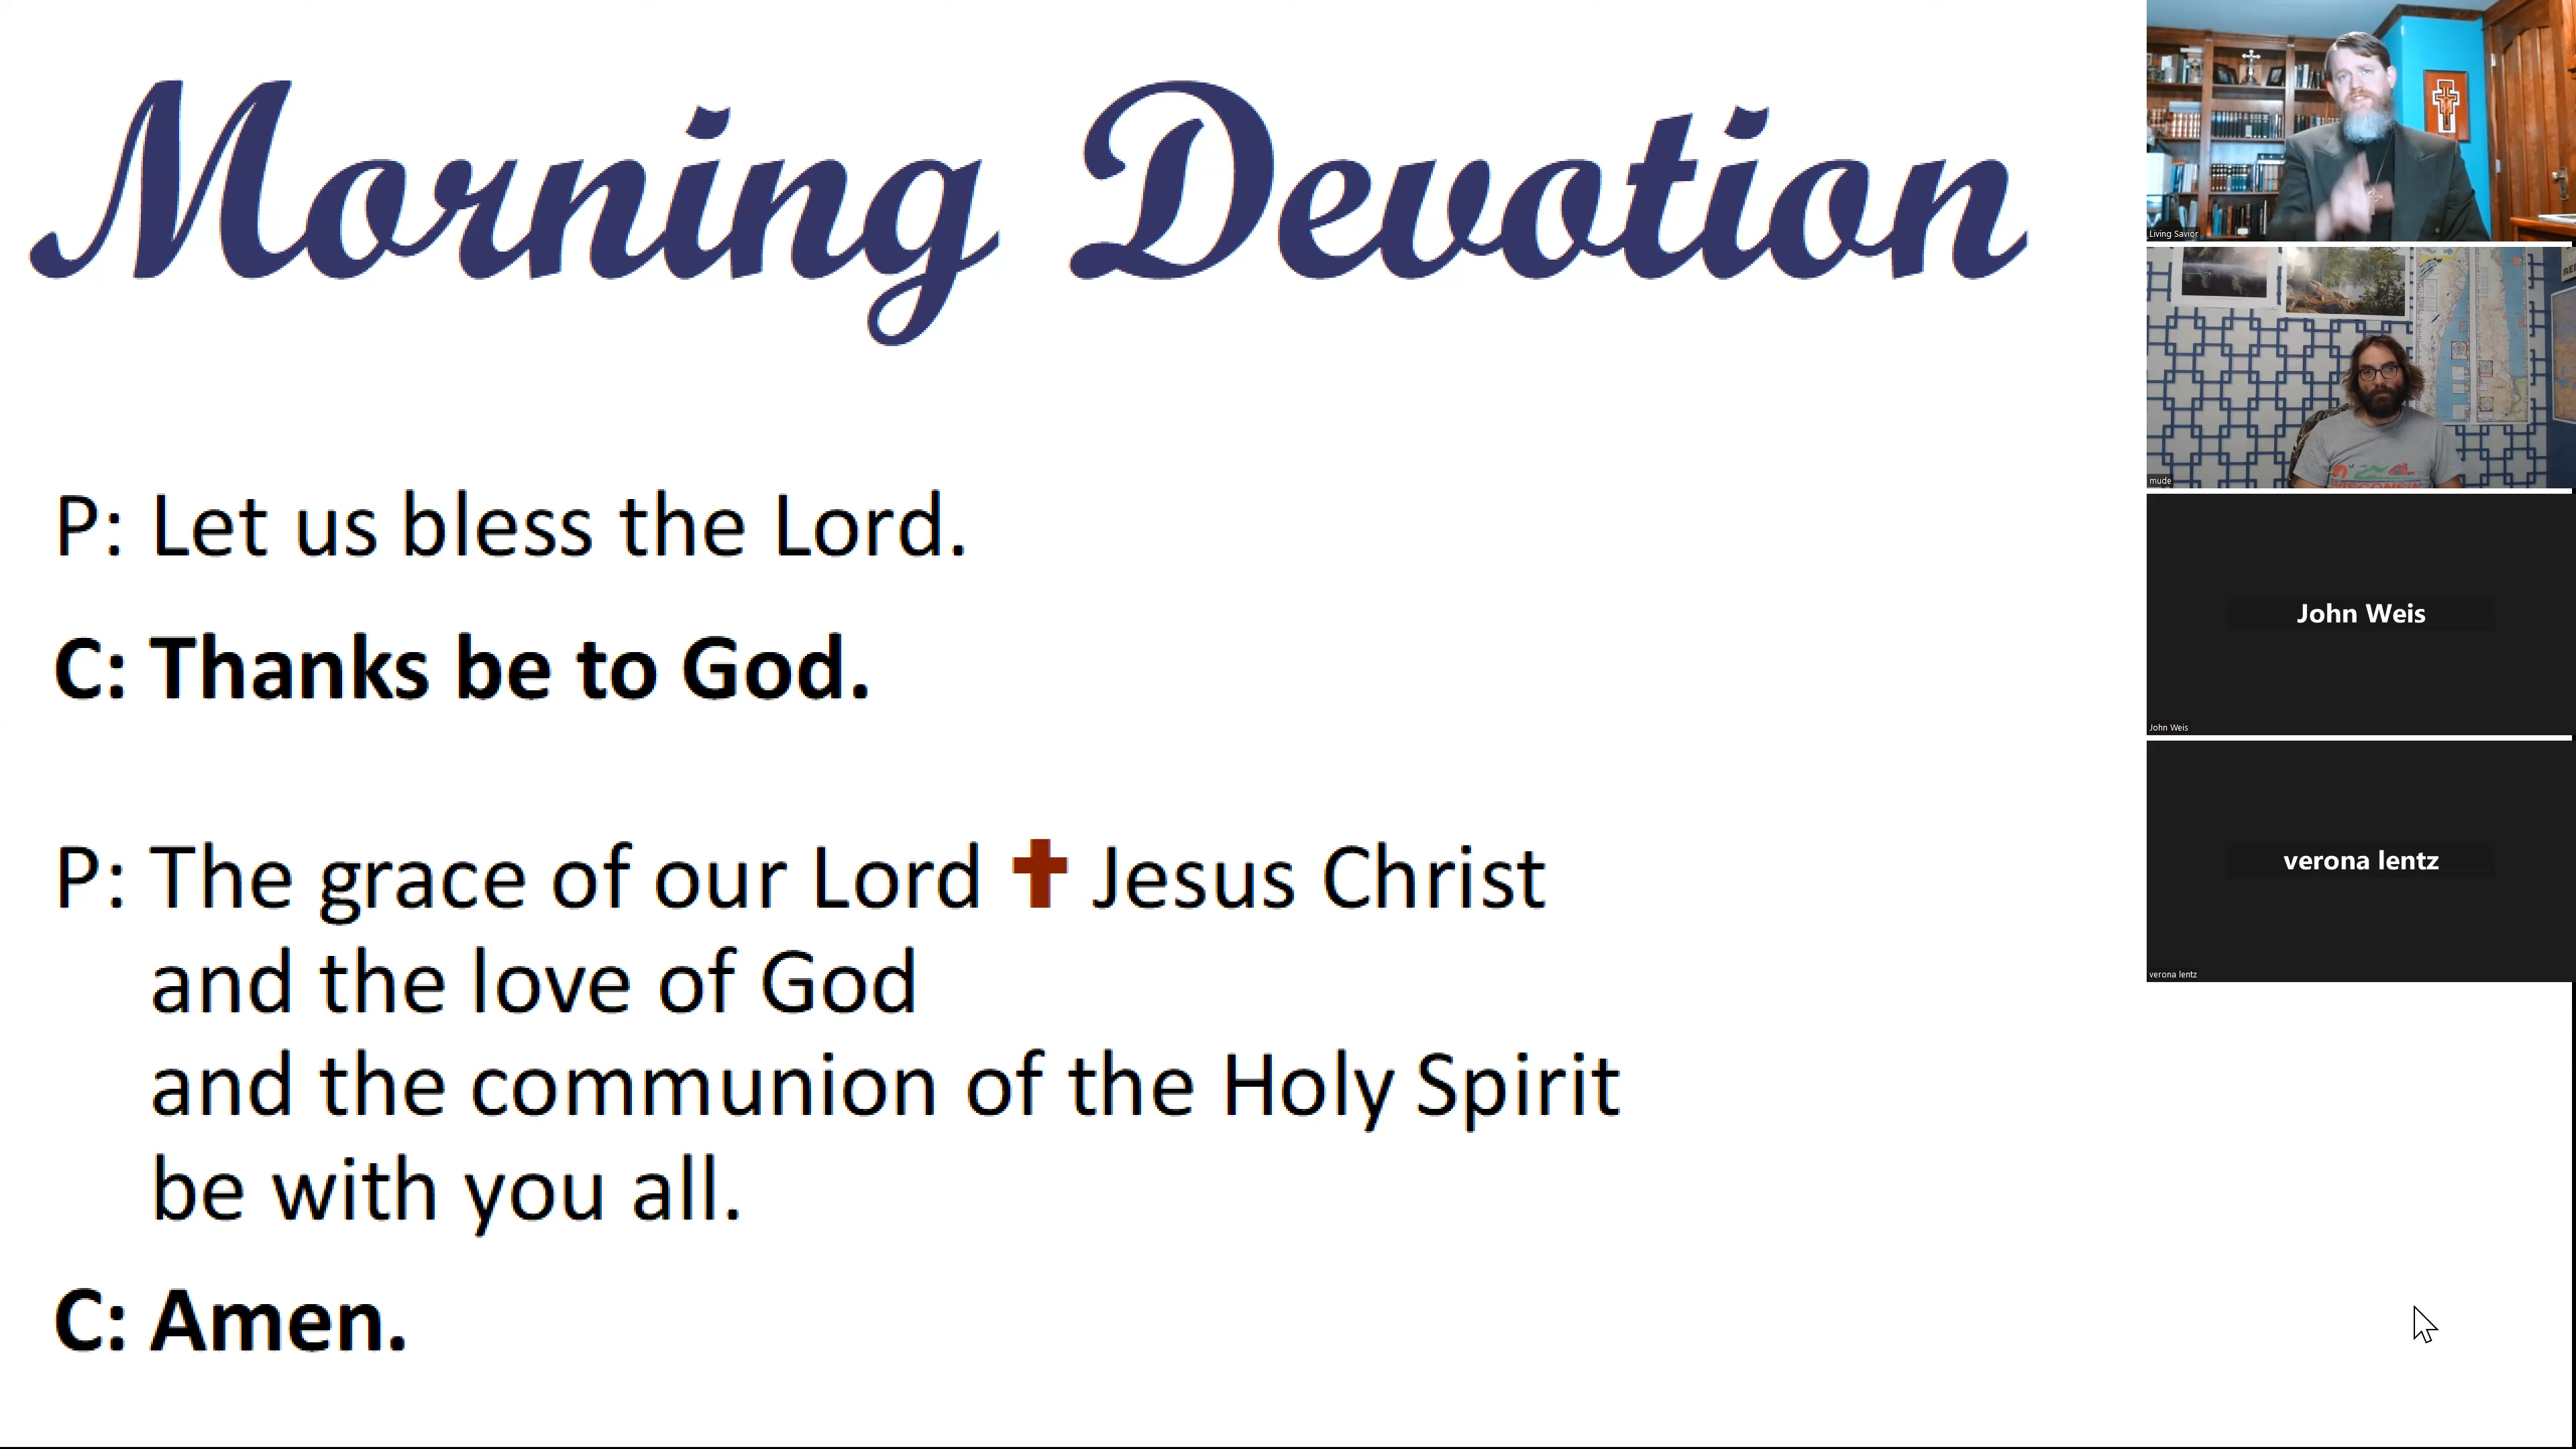 Morning Devotion
P: Let us bless the Lord.
C: Thanks be to God.
P: The grace of our Lord ✝ Jesus Christ
and the love of God
and the communion of the Holy Spirit
be with you all.
C: Amen.
Living Savior
mude
WISCONSIN
John Weis
John Weis
verona lentz
verona lentz